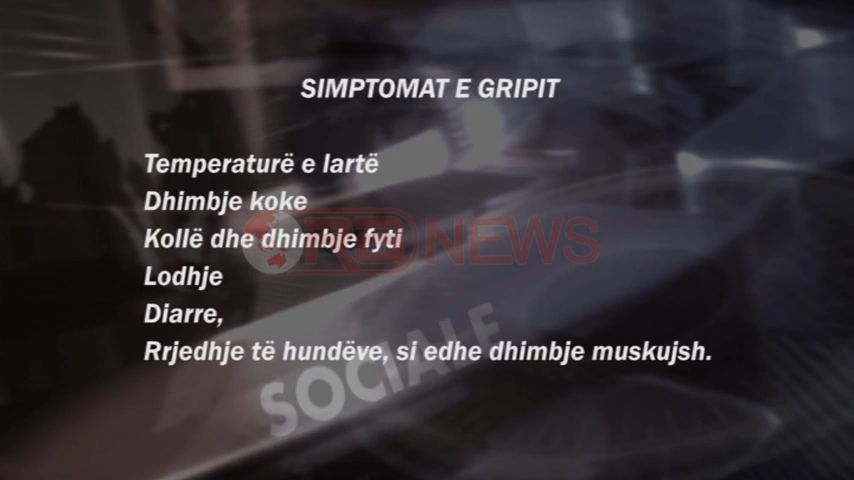 SIMPTOMAT E GRIPIT
Temperaturë e lartë
Dhimbje koke
Kollë dhe dhimbje fyti
Lodhje
Diarre,
Rrjedhje të hundëve, si edhe dhimbje muskujsh.
NEWS
SOCIALE